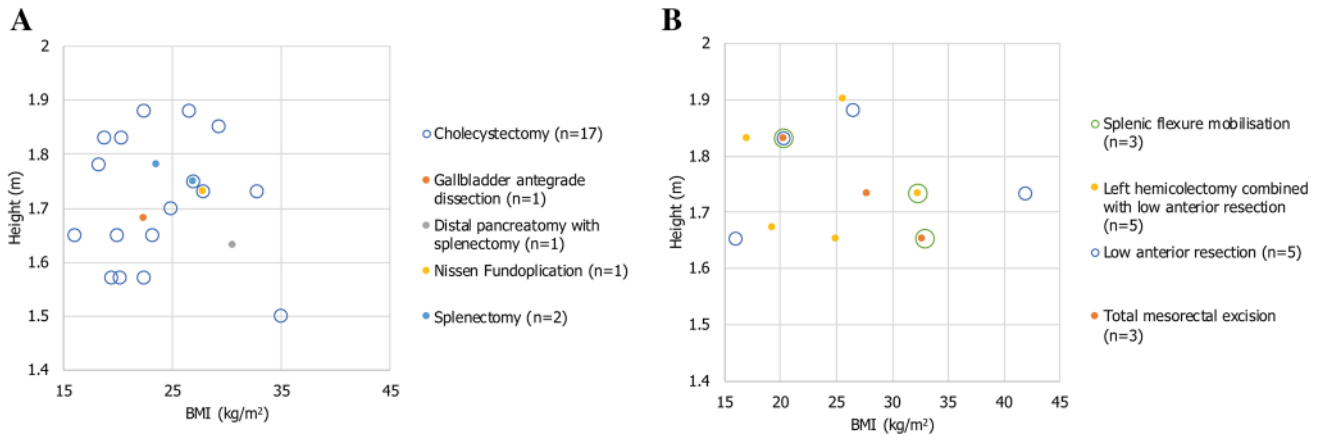 A
2
1.9
1.8
1.7
1.6
1.5
1.4
Height (m)
15
25
35
45
BMI (kg/m²)
Cholecystectomy (n=17)
Gallbladder antegrade
dissection (n=1)
Distal pancreatomy with
splenectomy (n=1)
Nissen Fundoplication (n=1)
Splenectomy (n=2)
B
2
1.9
1.8
1.7
1.6
1.5
1.4
Height (m)
15
20
25
30
35
40
45
BMI (kg/m²)
Splenic flexure mobilisation
(n=3)
Left hemicolectomy combined
with low anterior resection
(n=5)
Low anterior resection (n=5)
Total mesorectal excision
(n=3)